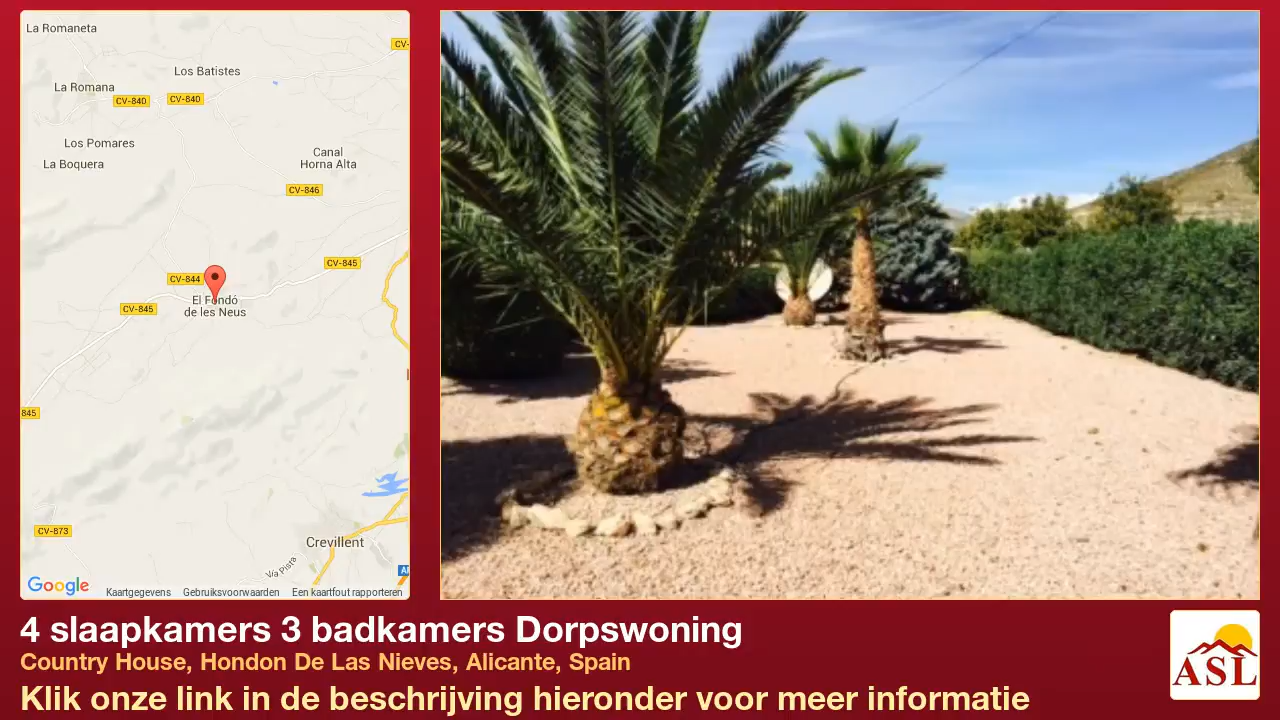 La Romaneta
CV-
Los Batistes
La Romana
CV-840
CV-840
Los Pomares
La Boquera
Canal
Horna Alta
CV-846
CV-845
CV-844
CV-845
El Fondó
de les Neus
845
CV-873
Crevillent
Vía Pista
Google
Kaartgegevens
Gebruiksvoorwaarden
Een kaartfout rapporteren
4 slaapkamers 3 badkamers Dorpswoning
Country House, Hondon De Las Nieves, Alicante, Spain
Klik onze link in de beschrijving hieronder voor meer informatie
ASL